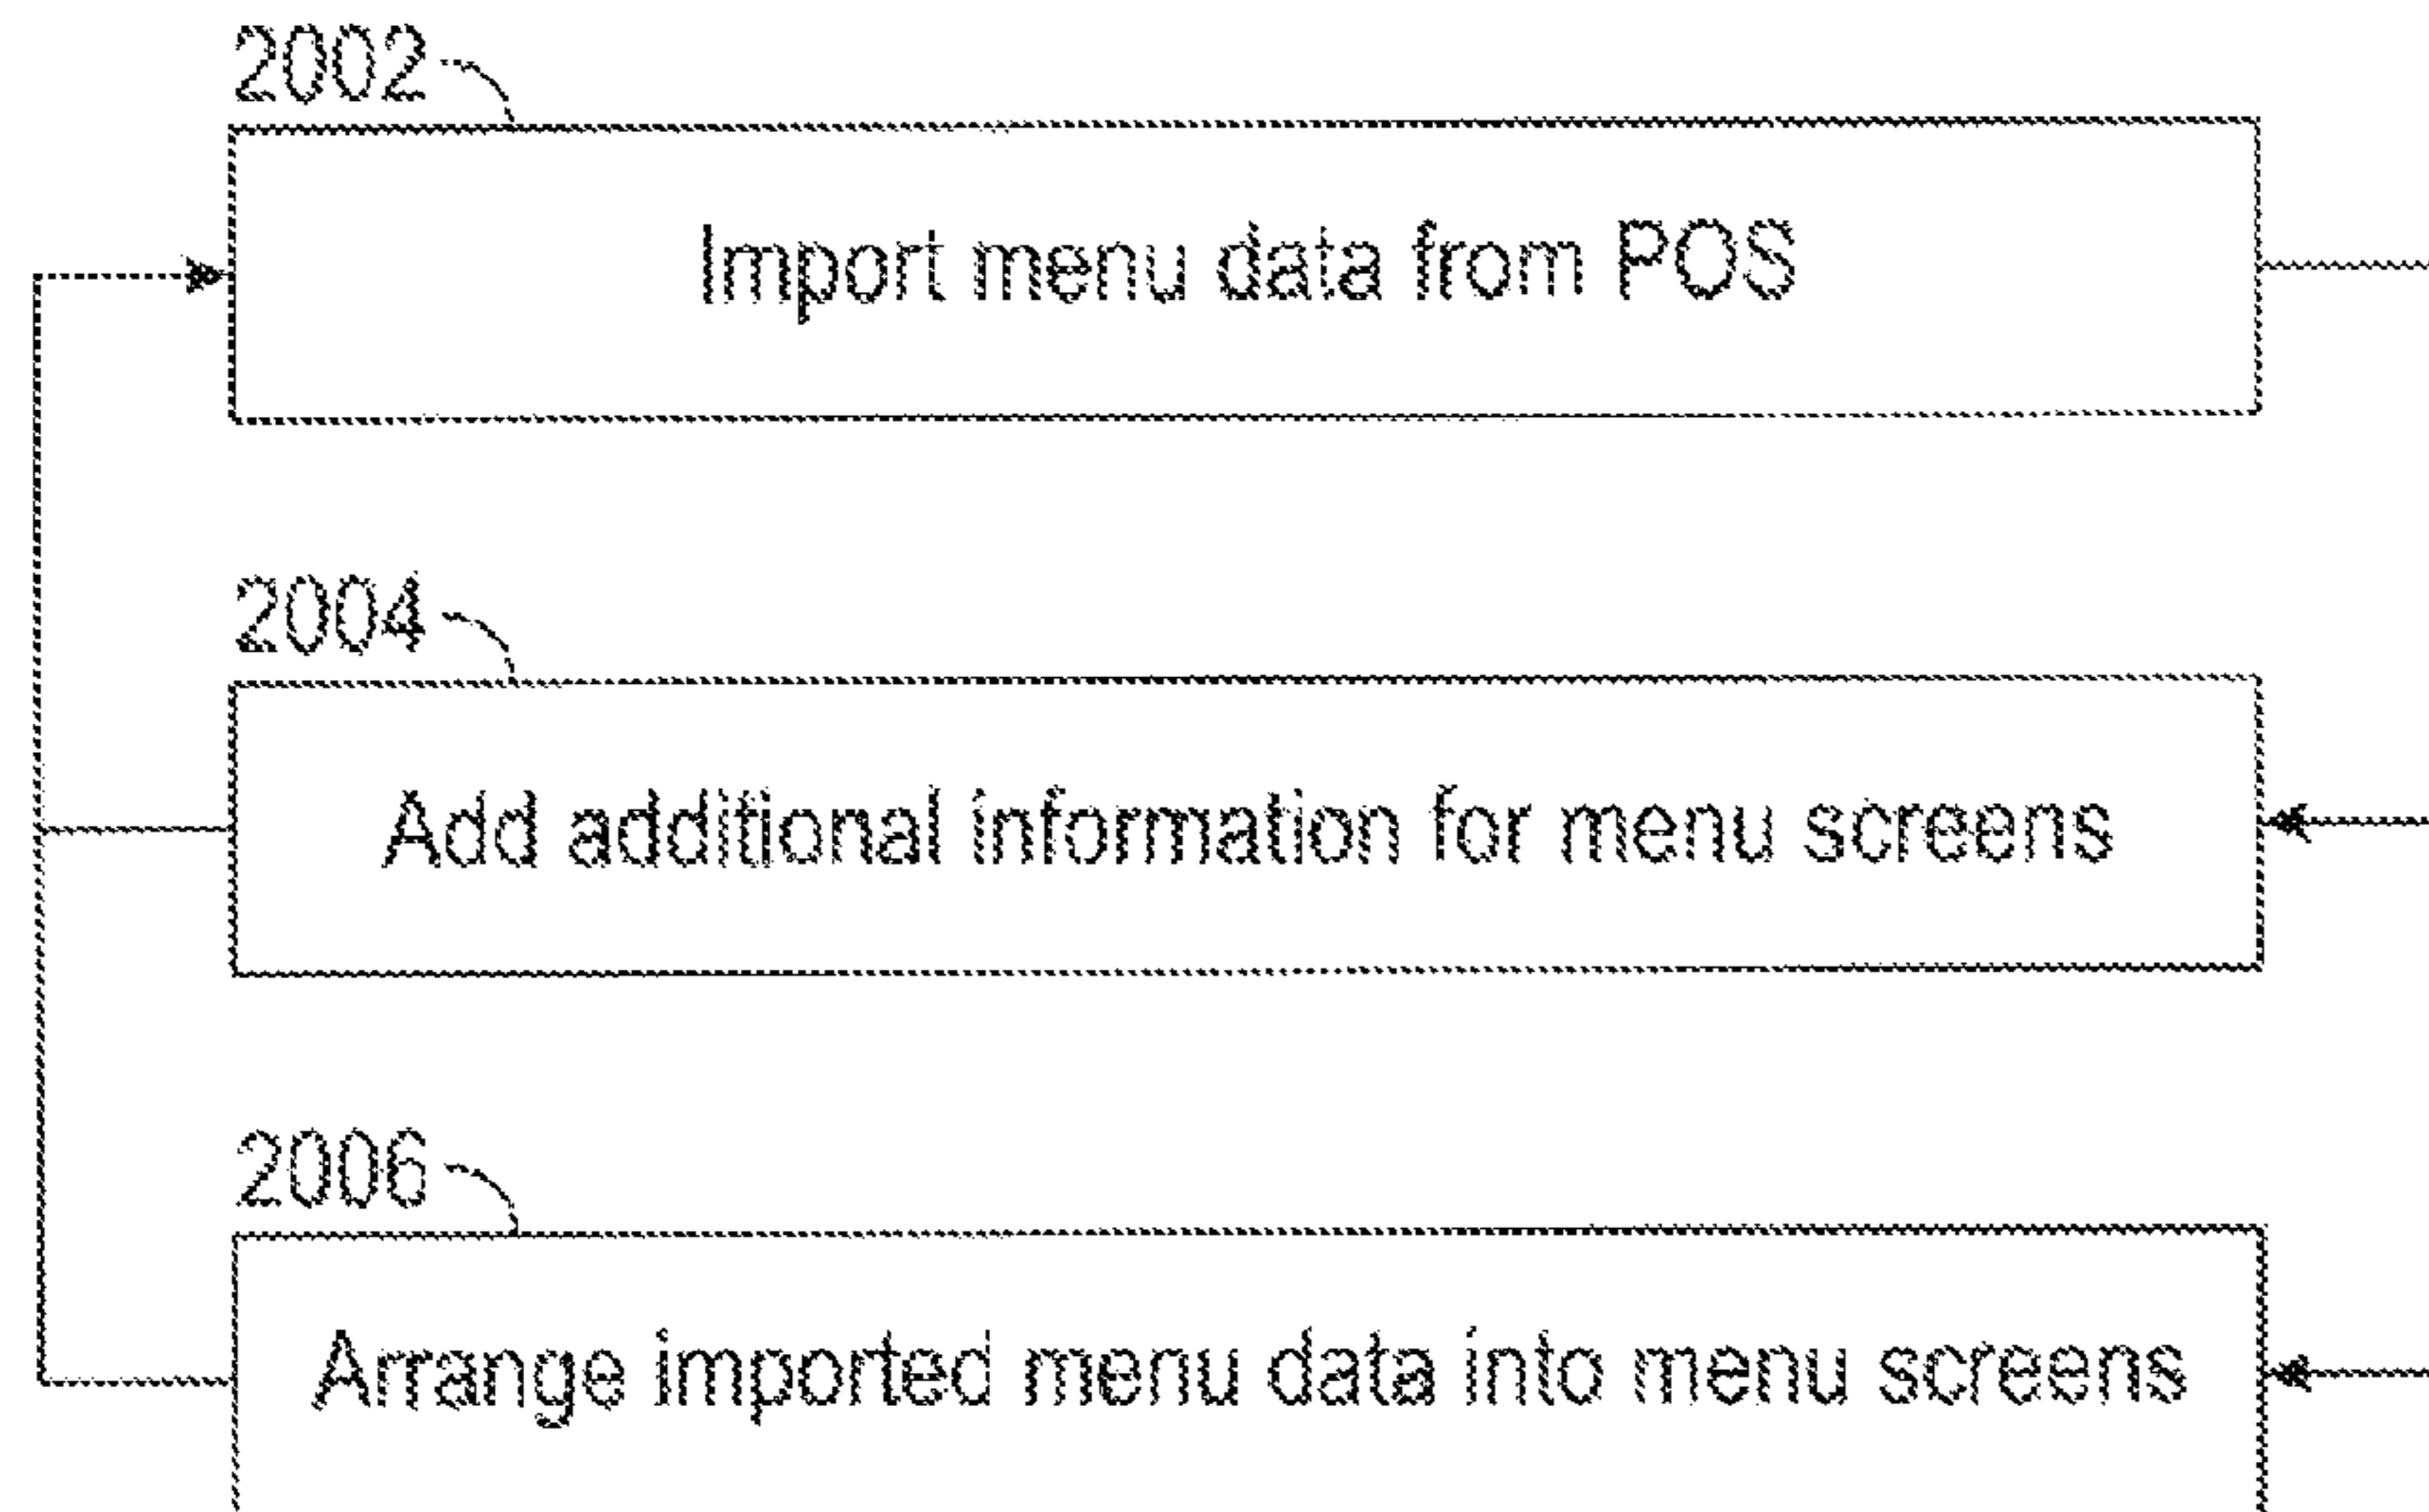 2002
Import menu data from POS
2004
Add additional information for menu screens
2006
Arrange imported menu data into menu screens